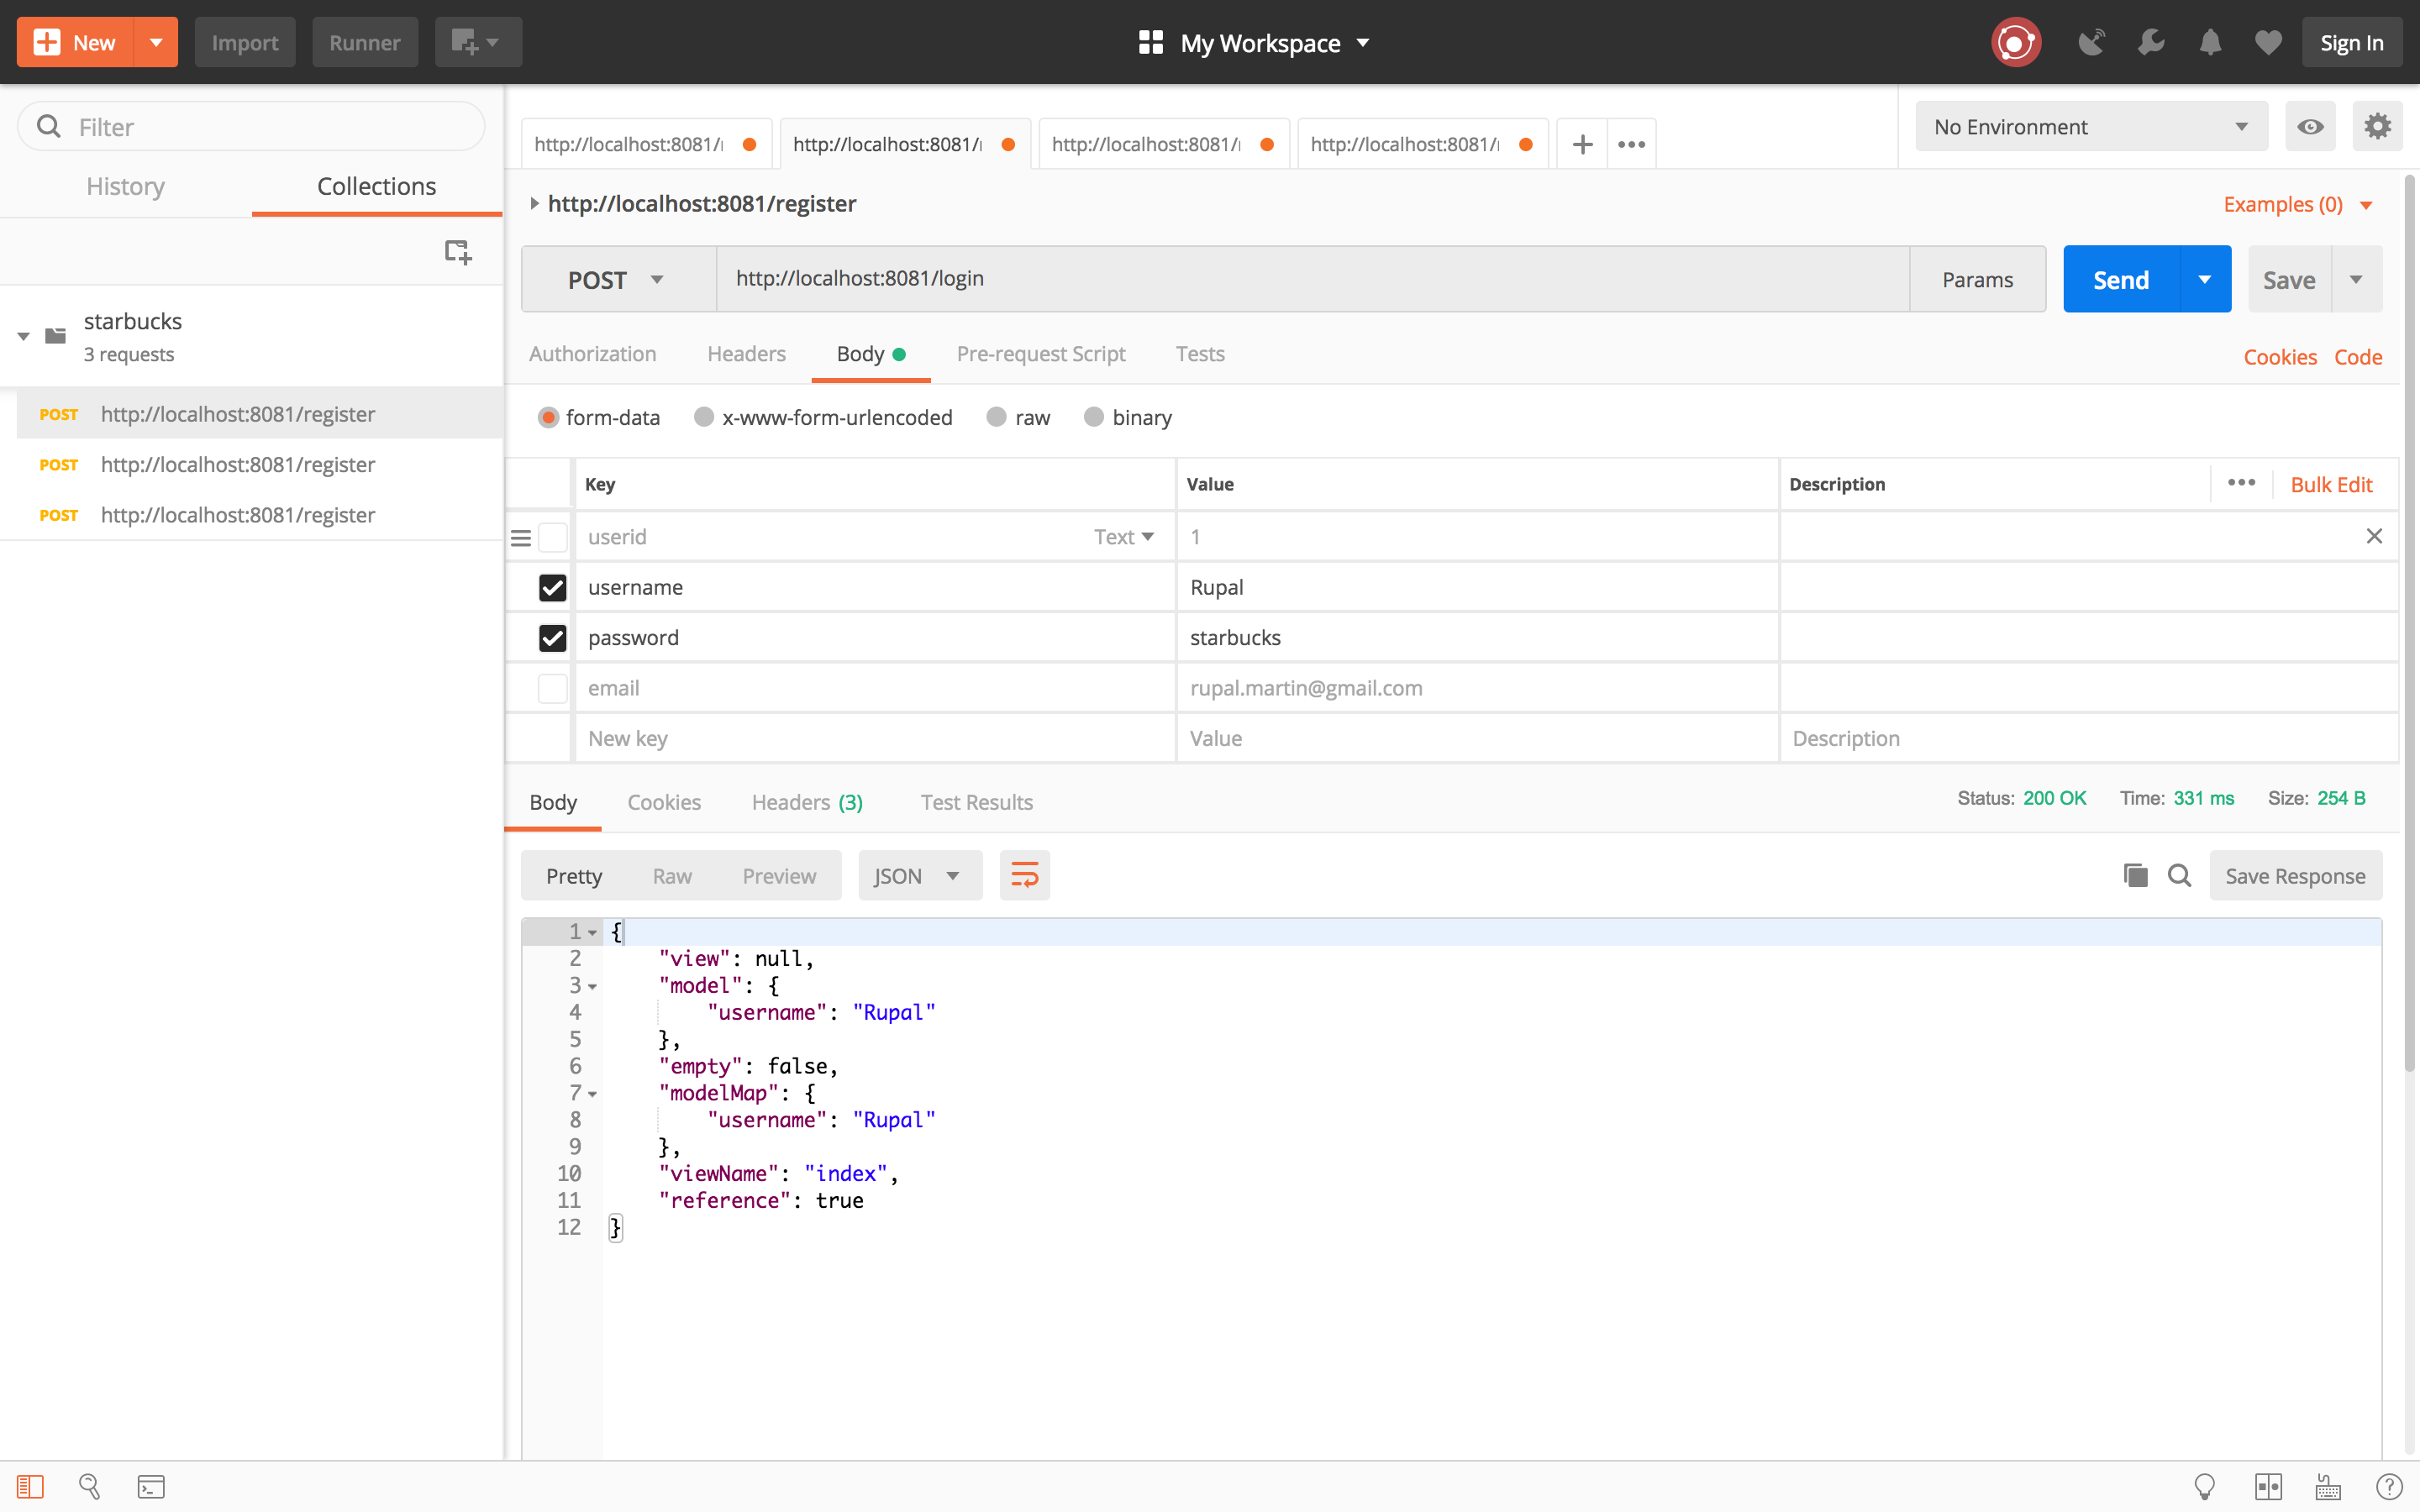 New
Import
Runner
My Workspace
Sign In
Filter
History
Collections
starbucks
3 requests
POST http://localhost:8081/register
POST http://localhost:8081/register
POST http://localhost:8081/register
http://localhost:8081/ http://localhost:8081/ http://localhost:8081/ http://localhost:8081/
No Environment
http://localhost:8081/register
Examples (0)
POST http://localhost:8081/login Params Send Save
Authorization Headers Body Pre-request Script Tests Cookies Code
form-data x-www-form-urlencoded raw binary
Key Value Description Bulk Edit
userid Text 1
username Rupal
password starbucks
email rupal.martin@gmail.com
New key Value Description
Body Cookies Headers (3) Test Results Status: 200 OK Time: 331 ms Size: 254 B
Pretty Raw Preview JSON Save Response
1 {
2 "view": null,
3 "model": {
4 "username": "Rupal"
5 },
6 "empty": false,
7 "modelMap": {
8 "username": "Rupal"
9 },
10 "viewName": "index",
11 "reference": true
12 }